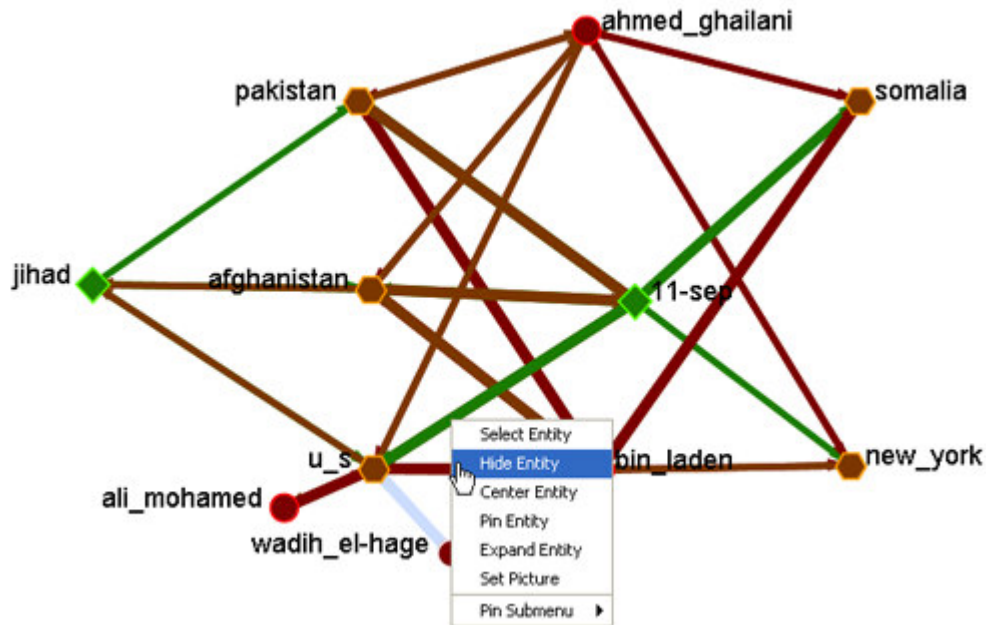 ahmed_ghailani
pakistan
somalia
jihad
afghanistan
11-sep
Select Entity
u_s
Hide Entity
bin_laden
new_york
ali_mohamed
Center Entity
Pin Entity
wadih_el-hage
Expand Entity
Set Picture
Pin Submenu